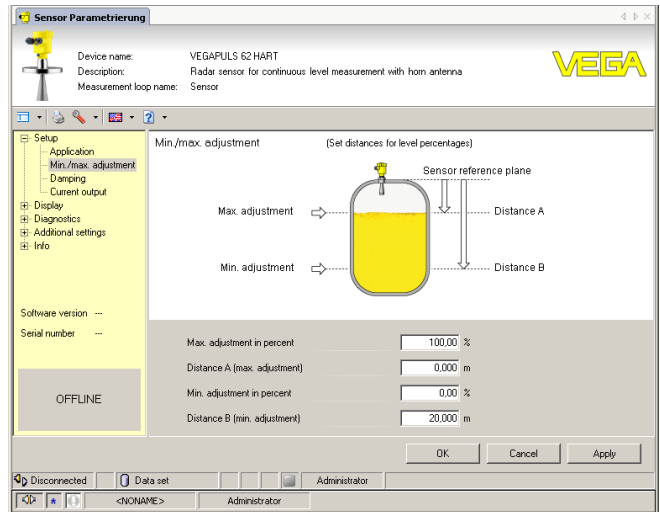 Sensor Parametrierung
Device name: VEGAPULS 62 HART
Description: Radar sensor for continuous level measurement with horn antenna
Measurement loop name: Sensor
VEGA
Setup
Application
Min./max. adjustment
Damping
Current output
Display
Diagnostics
Additional settings
Info
Software version ---
Serial number ---
OFFLINE
Min./max. adjustment (Set distances for level percentages)
Sensor reference plane
Max. adjustment
Distance A
Min. adjustment
Distance B
Max. adjustment in percent 100,00 %
Distance A (max. adjustment) 0,000 m
Min. adjustment in percent 0,00 %
Distance B (min. adjustment) 20,000 m
OK Cancel Apply
Disconnected Data set Administrator
<NONAME> Administrator